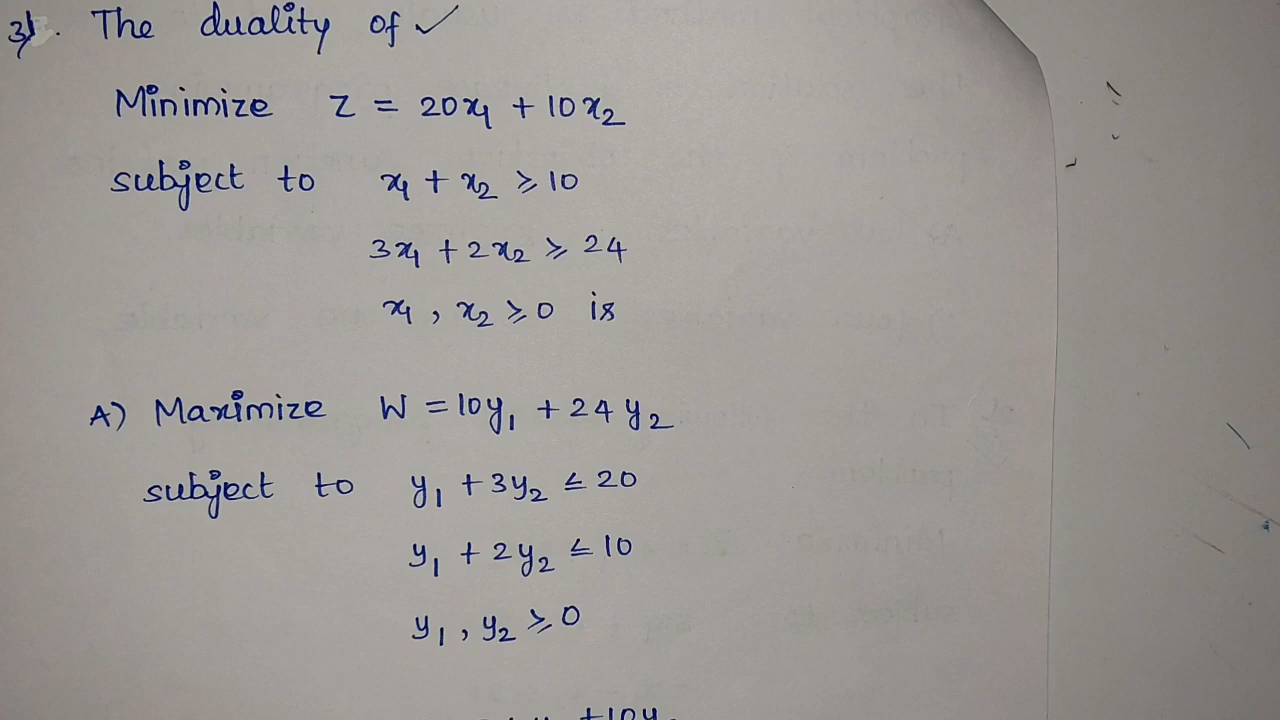 3). The duality of ✓
Minimize Z = 20x₁ + 10x₂
subject to x₁ + x₂ ≥ 10
3x₁ + 2x₂ ≥ 24
x₁, x₂ ≥ 0 is
A) Maximize W = 10y₁ + 24y₂
subject to y₁ + 3y₂ ≤ 20
y₁ + 2y₂ ≤ 10
y₁, y₂ ≥ 0